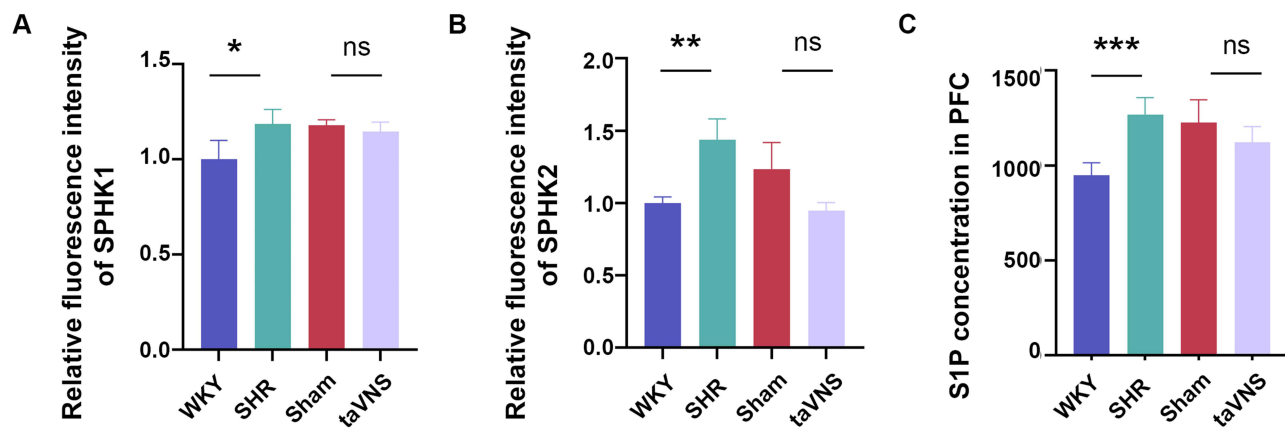 A
Relative fluorescence intensity
of SPHK1
*
ns
1.5
1.0
0.5
0.0
WKY
SHR
Sham
taVNS
B
Relative fluorescence intensity
of SPHK2
**
ns
2.0
1.5
1.0
0.5
0.0
WKY
SHR
Sham
taVNS
C
S1P concentration in PFC
***
ns
1500
1000
500
0
WKY
SHR
Sham
taVNS